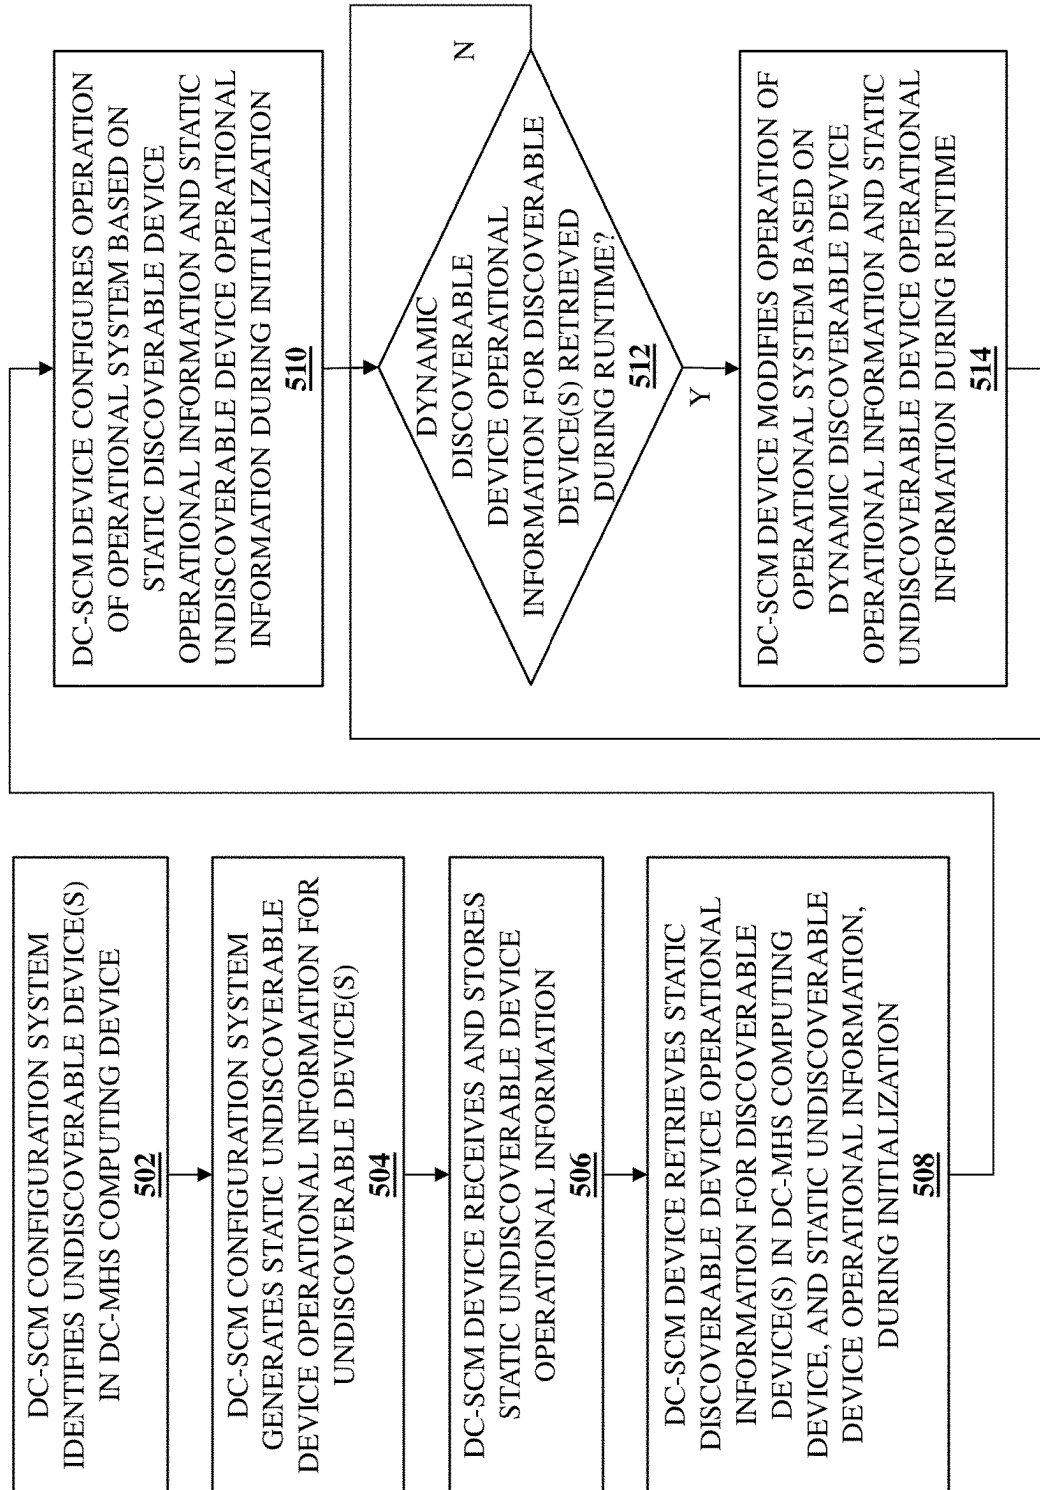 DC-SCM CONFIGURATION SYSTEM
IDENTIFIES UNDISCOVERABLE DEVICE(S)
IN DC-MHS COMPUTING DEVICE
502
DC-SCM CONFIGURATION SYSTEM
GENERATES STATIC UNDISCOVERABLE
DEVICE OPERATIONAL INFORMATION FOR
UNDISCOVERABLE DEVICE(S)
504
DC-SCM DEVICE RECEIVES AND STORES
STATIC UNDISCOVERABLE DEVICE
OPERATIONAL INFORMATION
506
DC-SCM DEVICE RETRIEVES STATIC
DISCOVERABLE DEVICE OPERATIONAL
INFORMATION FOR DISCOVERABLE
DEVICE(S) IN DC-MHS COMPUTING
DEVICE, AND STATIC UNDISCOVERABLE
DEVICE OPERATIONAL INFORMATION,
DURING INITIALIZATION
508
DC-SCM DEVICE CONFIGURES OPERATION
OF OPERATIONAL SYSTEM BASED ON
STATIC DISCOVERABLE DEVICE
OPERATIONAL INFORMATION AND STATIC
UNDISCOVERABLE DEVICE OPERATIONAL
INFORMATION DURING INITIALIZATION
510
DYNAMIC
DISCOVERABLE
DEVICE OPERATIONAL
INFORMATION FOR DISCOVERABLE
DEVICE(S) RETRIEVED
DURING RUNTIME?
512
N
Y
DC-SCM DEVICE MODIFIES OPERATION OF
OPERATIONAL SYSTEM BASED ON
DYNAMIC DISCOVERABLE DEVICE
OPERATIONAL INFORMATION AND STATIC
UNDISCOVERABLE DEVICE OPERATIONAL
INFORMATION DURING RUNTIME
514